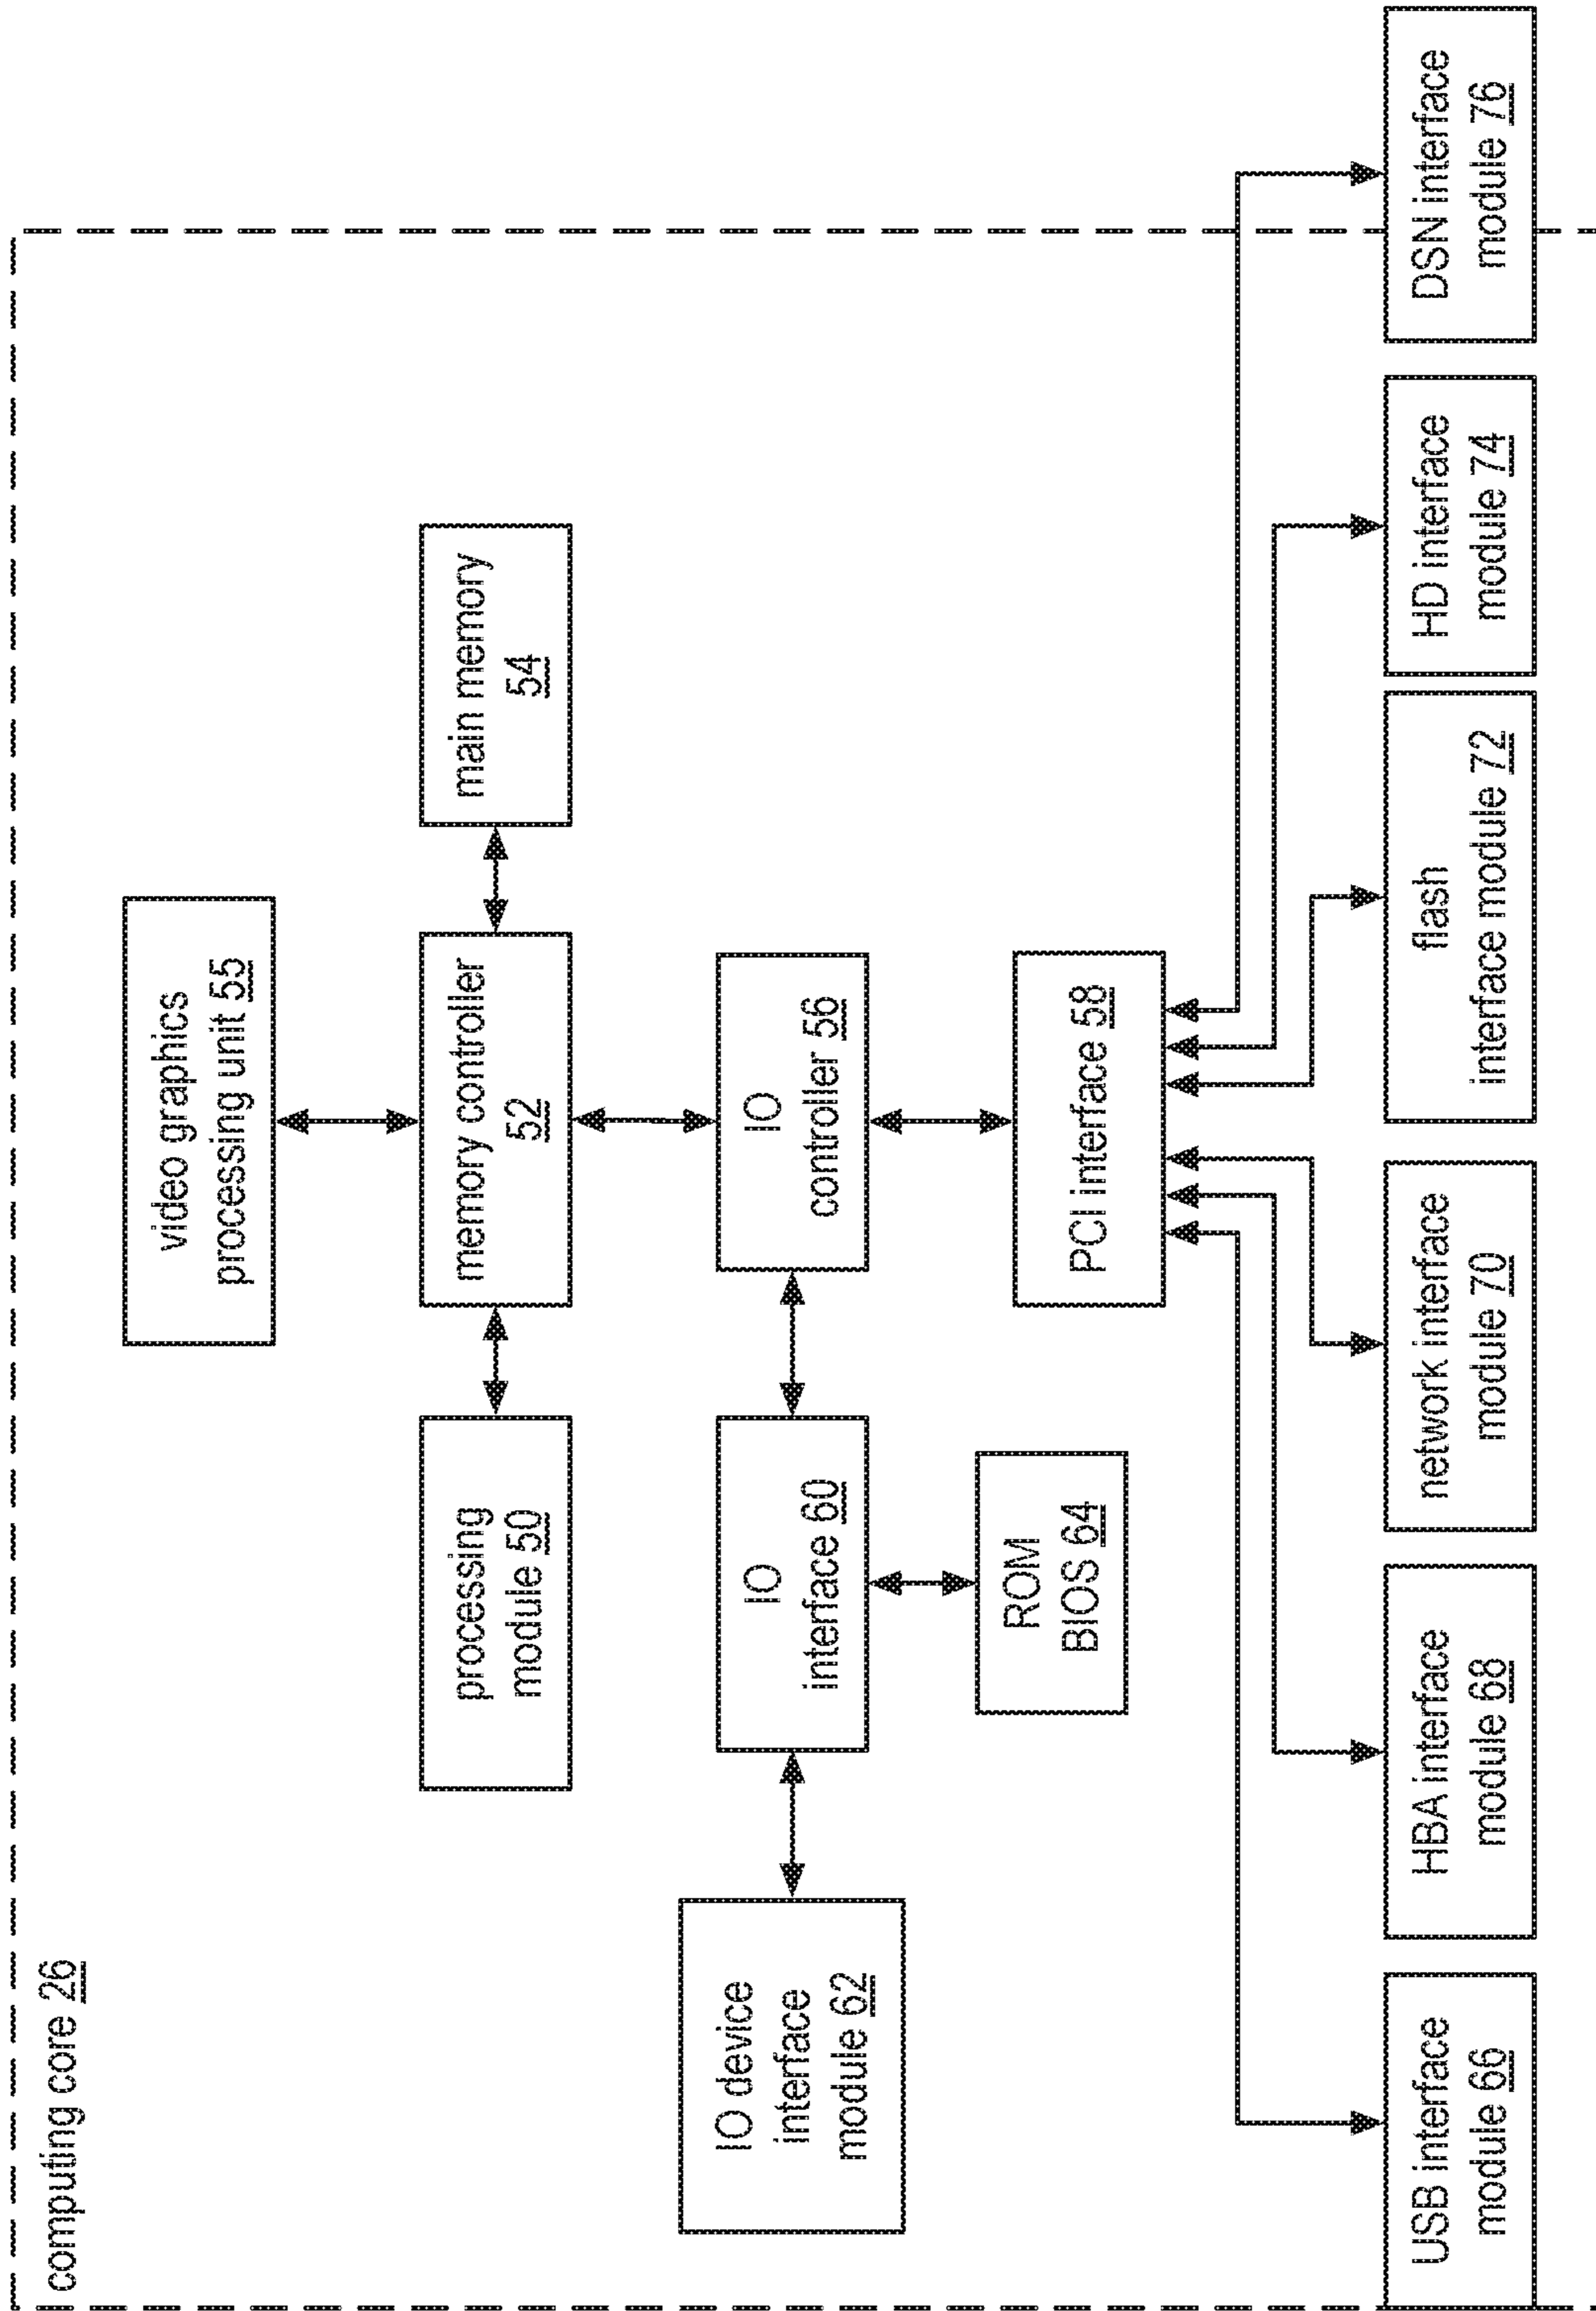 computing core 26
video graphics
processing unit 55
processing
module 50
memory controller
52
main memory
54
IO device
interface
module 62
IO
interface 60
IO
controller 56
ROM
BIOS 64
PCI interface 58
USB interface
module 66
HBA interface
module 68
network interface
module 70
flash
interface module 72
HD interface
module 74
DSN interface
module 76